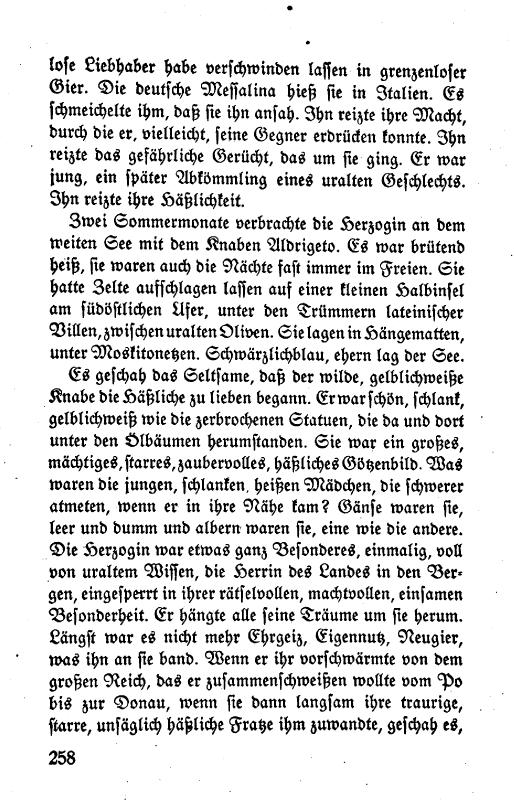 lose Liebhaber habe verschwinden lassen in grenzenloser
Gier. Die deutsche Messalina hieß sie in Italien. Es
schmeichelte ihm, daß sie ihn ansah. Ihn reizte ihre Macht,
durch die er, vielleicht, seine Gegner erdrücken konnte. Ihn
reizte das gefährliche Gerücht, das um sie ging. Er war
jung, ein später Abkömmling eines uralten Geschlechts.
Ihn reizte ihre Häßlichkeit.
Zwei Sommermonate verbrachte die Herzogin an dem
weiten See mit dem Knaben Aldrigeto. Es war brütend
heiß, sie waren auch die Nächte fast immer im Freien. Sie
hatte Zelte aufschlagen lassen auf einer kleinen Halbinsel
am südöstlichen Ufer, unter den Trümmern lateinischer
Villen, zwischen uralten Oliven. Sie lagen in Hängematten,
unter Moskitonetzen. Schwärzlichblau, ehern lag der See.
Es geschah das Seltsame, daß der wilde, gelblichweiße
Knabe die Häßliche zu lieben begann. Er war schön, schlank,
gelblichweiß wie die zerbrochenen Statuen, die da und dort
unter den Ölbäumen herumstanden. Sie war ein großes,
mächtiges, starres, zaubervolles, häßliches Götzenbild. Was
waren die jungen, schlanken, heißen Mädchen, die schwerer
atmeten, wenn er in ihre Nähe kam? Gänse waren sie,
leer und dumm und albern waren sie, eine wie die andere.
Die Herzogin war etwas ganz Besonderes, einmalig, voll
von uraltem Wissen, die Herrin des Landes in den Ber-
gen, eingesperrt in ihrer rätselvollen, machtvollen, einsamen
Besonderheit. Er hängte alle seine Träume um sie herum.
Längst war es nicht mehr Ehrgeiz, Eigennutz, Neugier,
was ihn an sie band. Wenn er ihr vorschwärmte von dem
großen Reich, das er zusammenschweißen wollte vom Po
bis zur Donau, wenn sie dann langsam ihre traurige,
starre, unsäglich häßliche Fratze ihm zuwandte, geschah es,
258